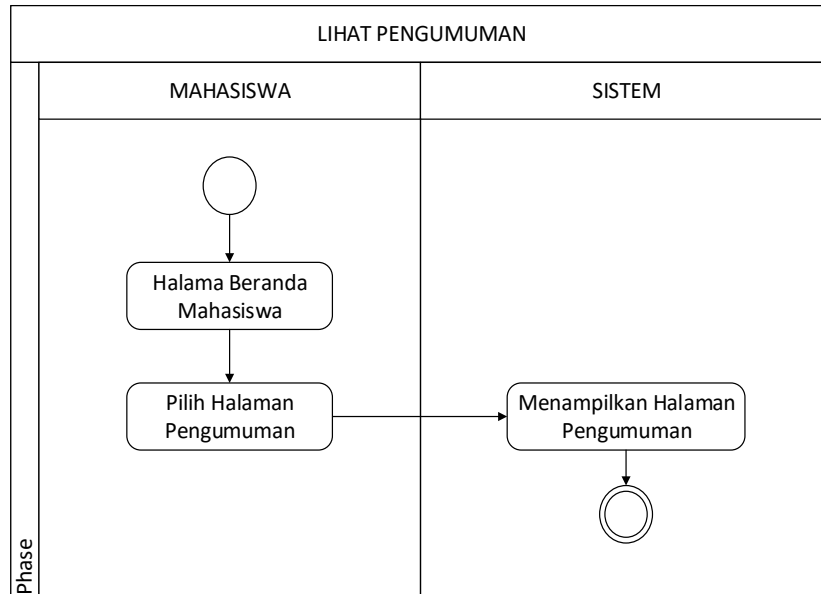 LIHAT PENGUMUMAN
MAHASISWA
SISTEM
Halama Beranda
Mahasiswa
Pilih Halaman
Pengumuman
Menampilkan Halaman
Pengumuman
Phase